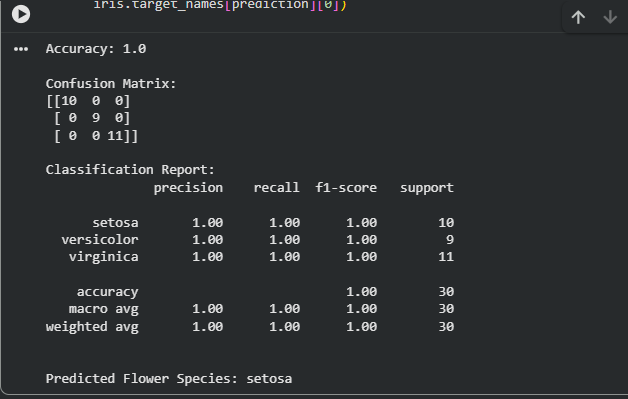 iris.target_names[prediction][0])
Accuracy: 1.0
Confusion Matrix:
[[10  0  0]
 [ 0  9  0]
 [ 0  0 11]]
Classification Report:
              precision    recall  f1-score   support
      setosa       1.00      1.00      1.00        10
  versicolor       1.00      1.00      1.00         9
   virginica       1.00      1.00      1.00        11
    accuracy                           1.00        30
   macro avg       1.00      1.00      1.00        30
weighted avg       1.00      1.00      1.00        30
Predicted Flower Species: setosa